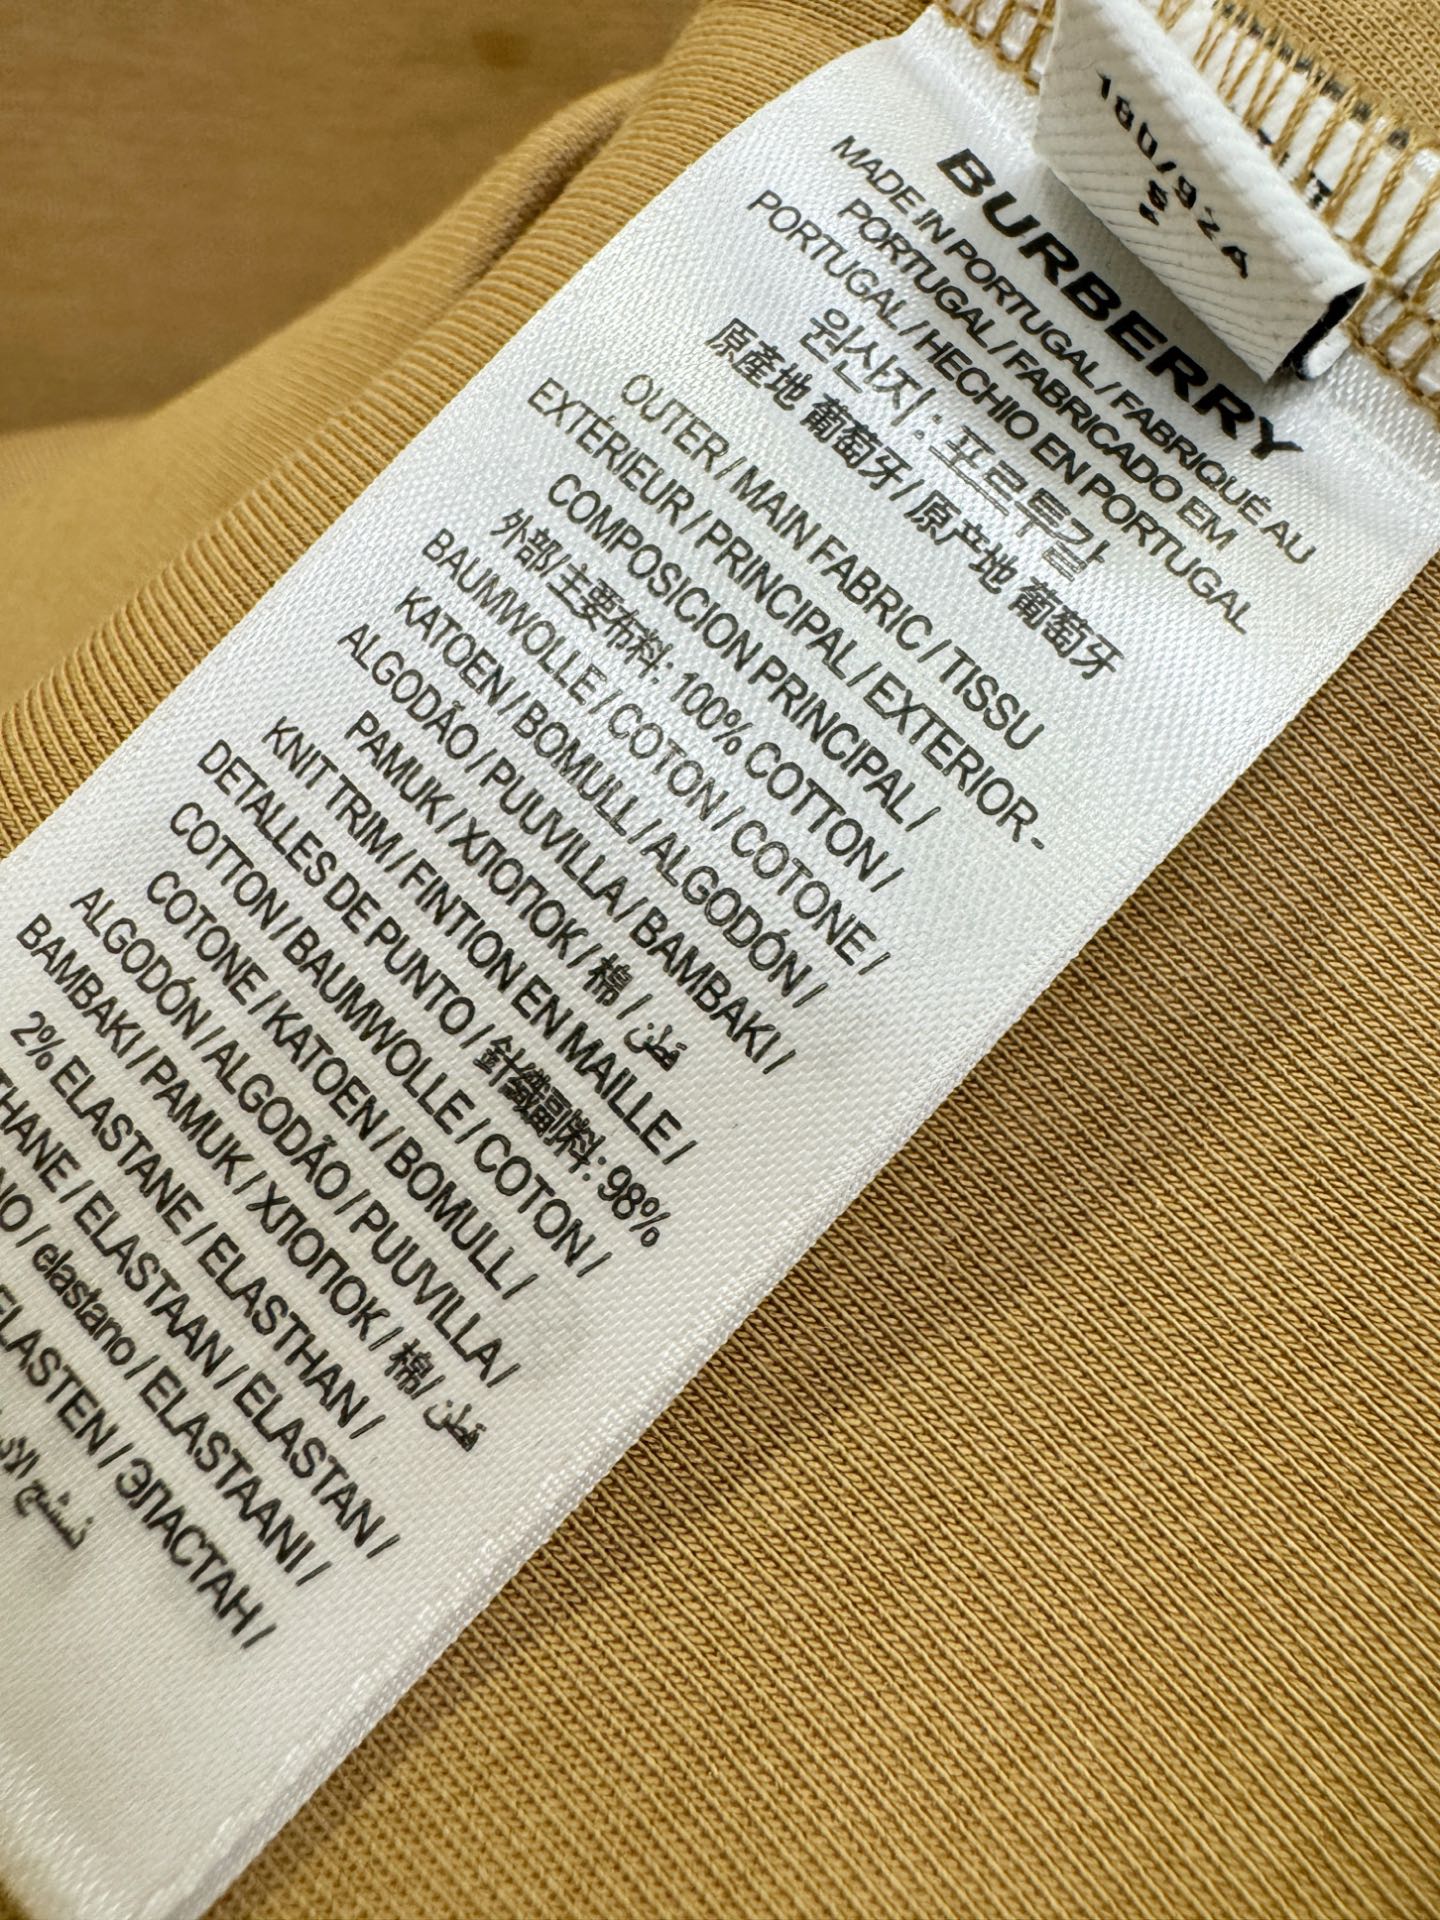 180/92A
BURBERRY
MADE IN PORTUGAL / FABRIQUÉ AU
PORTUGAL / FABRICADO EM
PORTUGAL / HECHO EN PORTUGAL
원산지: 포르투갈
原產地 葡萄牙 / 原产地 葡萄牙
OUTER / MAIN FABRIC / TISSU
EXTÉRIEUR / PRINCIPAL / EXTERIOR -
COMPOSICION PRINCIPAL /
外部/主要布料: 100% COTTON /
BAUMWOLLE / COTON / COTONE /
KATOEN / BOMULL / ALGODÓN /
ALGODÃO / PUUVILLA / BAMBAKI /
PAMUK / ХЛОПОК / 棉 / قطن
KNIT TRIM / FINTION EN MAILLE /
DETALLES DE PUNTO / 針織副料: 98%
COTTON / BAUMWOLLE / COTON /
COTONE / KATOEN / BOMULL /
ALGODÓN / ALGODÃO / PUUVILLA /
BAMBAKI / PAMUK / ХЛОПОК / 棉/ قطن
2% ELASTANE / ELASTHAN /
THANE / ELASTAAN / ELASTAN /
NO / elastano / ELASTAANI /
ELASTEN / ЭЛАСТАН /
نسيج